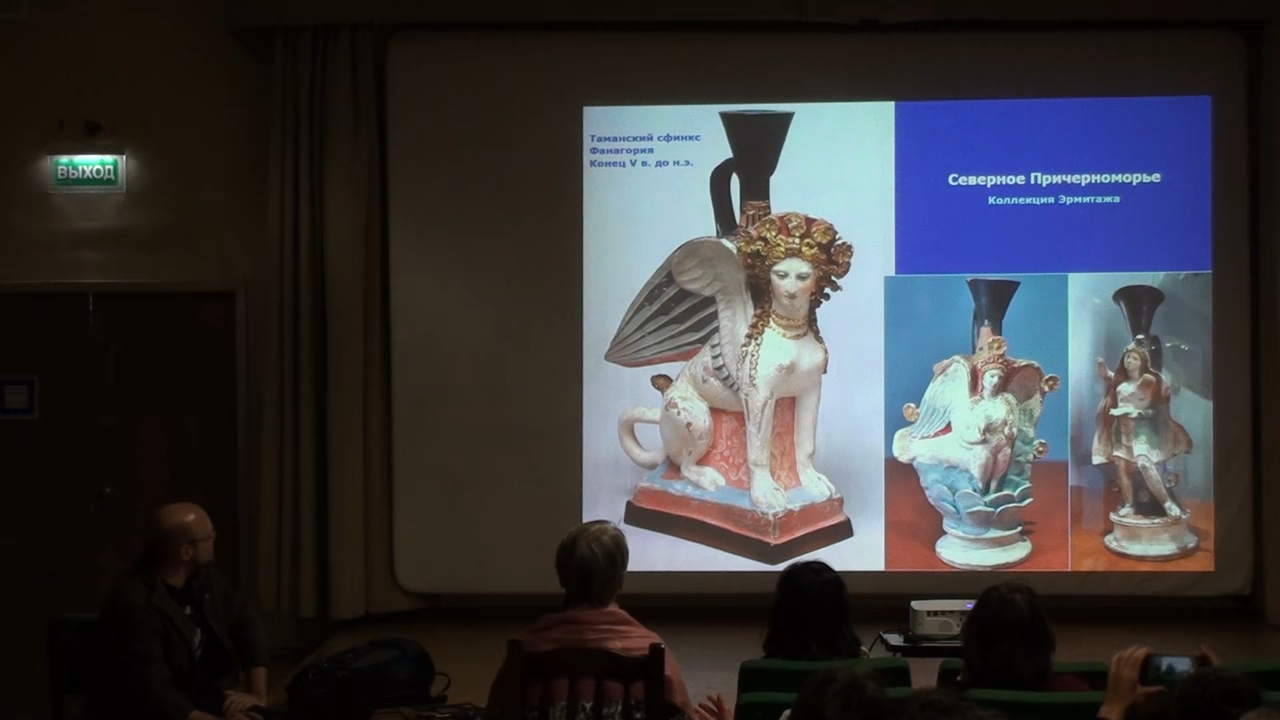 ВЫХОД
Таманский сфинкс
Фанагория
Конец V в. до н.э.
Северное Причерноморье
Коллекция Эрмитажа